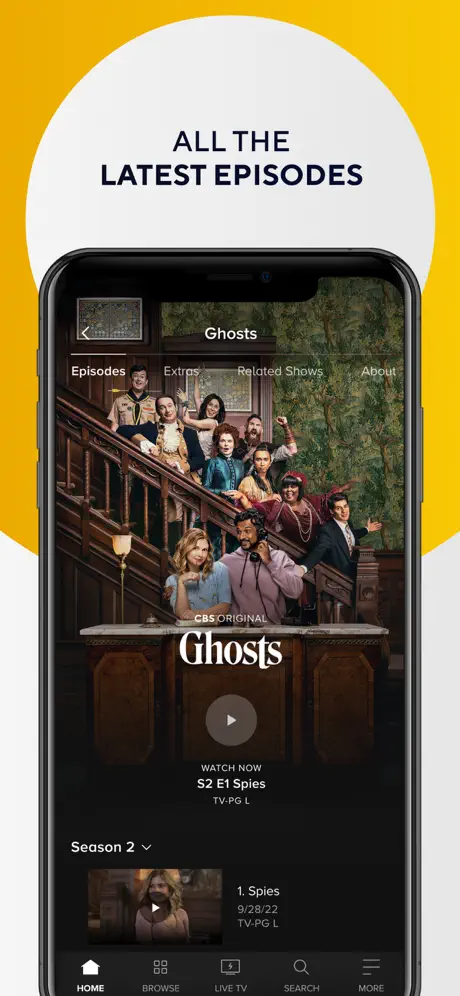 ALL THE
LATEST EPISODES
Ghosts
Episodes Extras Related Shows About
CBS ORIGINAL
Ghosts
WATCH NOW
S2 E1 Spies
TV-PG L
Season 2
1. Spies
9/28/22
TV-PG L
HOME BROWSE LIVE TV SEARCH MORE